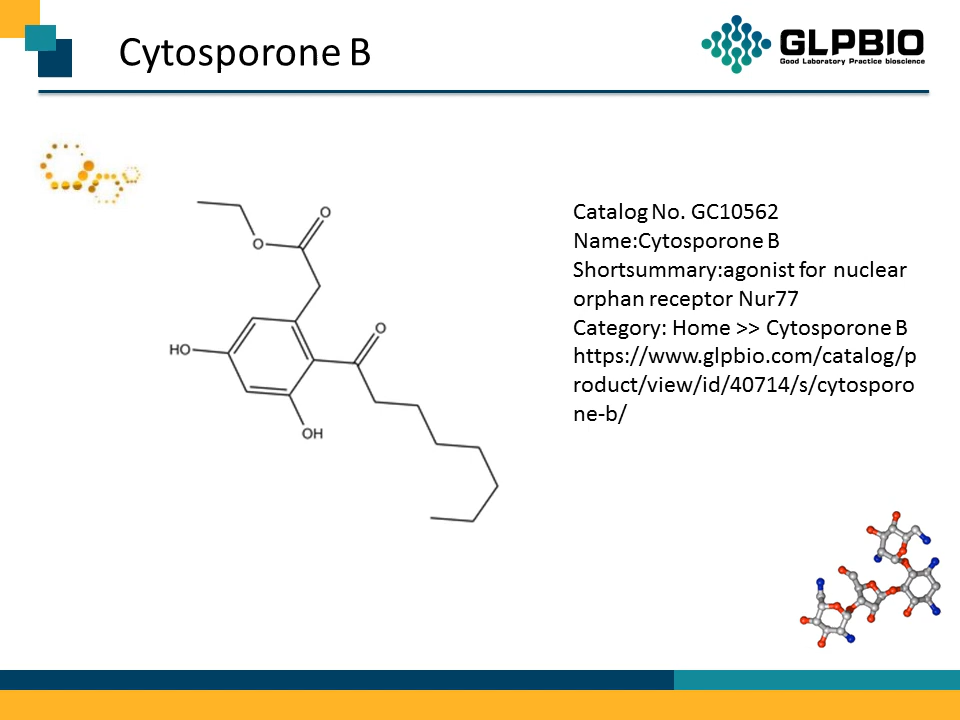 Cytosporone B
GLPBIO
Good Laboratory Practice bioscience
O
O
O
HO
OH
Catalog No. GC10562
Name:Cytosporone B
Shortsummary:agonist for nuclear
orphan receptor Nur77
Category: Home >> Cytosporone B
https://www.glpbio.com/catalog/p
roduct/view/id/40714/s/cytosporo
ne-b/